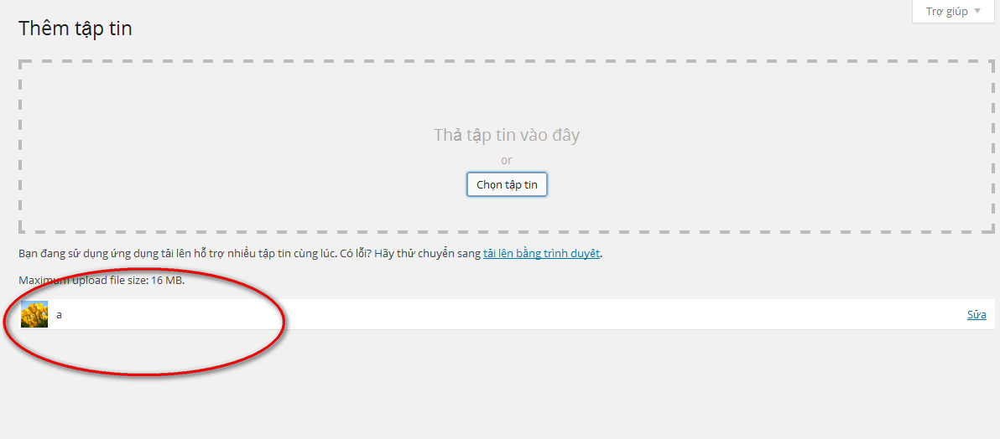 Trợ giúp
Thêm tập tin
Thả tập tin vào đây
or
Chọn tập tin
Bạn đang sử dụng ứng dụng tải lên hỗ trợ nhiều tập tin cùng lúc. Có lỗi? Hãy thử chuyển sang tải lên bằng trình duyệt.
Maximum upload file size: 16 MB.
a Sửa